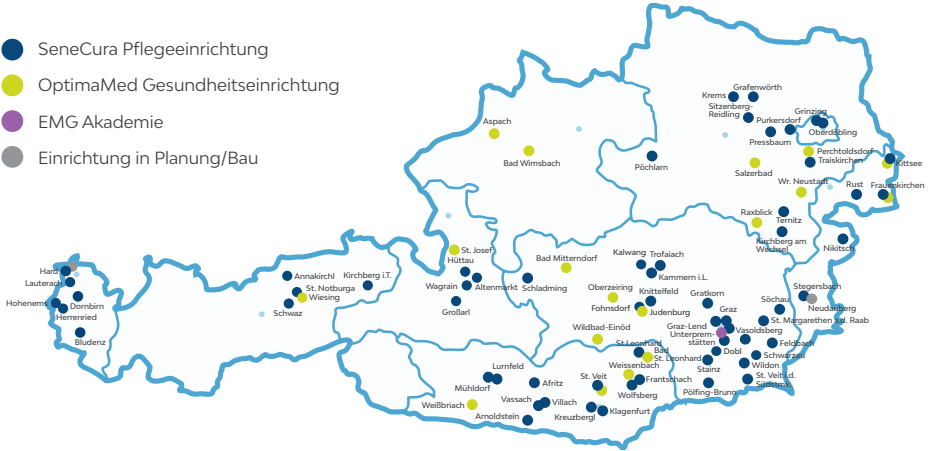 SeneCura Pflegeeinrichtung
OptimaMed Gesundheitseinrichtung
EMG Akademie
Einrichtung in Planung/Bau
Grafenwörth
Krems
Sitzenberg-
Reidling
Purkersdorf
Grinzing
Oberdöbling
Pressbaum
Aspach
Bad Wimsbach
Pöchlarn
Perchtoldsdorf
Traiskirchen
Kittsee
Salzerbad
Wr. Neustadt
Rust
Frauenkirchen
Raxblick
Ternitz
Kirchberg am
Wechsel
Nikitsch
St. Josef
Hüttau
Wagrain
Altenmarkt
Großarl
Schladming
Bad Mitterndorf
Kalwang
Trofaiach
Kammern i.L.
Hard
Lauterach
Hohenems
Dornbirn
Herrenried
Bludenz
Annakirchl
Kirchberg i.T.
St. Notburga
Wiesing
Schwaz
Oberzeiring
Knittelfeld
Fohnsdorf
Judenburg
Gratkorn
Stegersbach
Söchau
Neudauberg
Graz
St. Margarethen a.d. Raab
Graz-Lend
Unterprem-
stätten
Vasoldsberg
Feldbach
Wildbad-Einöd
St.Leonhard
Bad
St. Leonhard
Dobl
Schwarzau
Stainz
Wildon
St. Veit i.d.
Südstmk.
Pölfing-Brunn
Weissenbach
Frantschach
Wolfsberg
St. Veit
Lurnfeld
Mühldorf
Afritz
Weißbriach
Vassach
Villach
Arnoldstein
Kreuzbergl
Klagenfurt